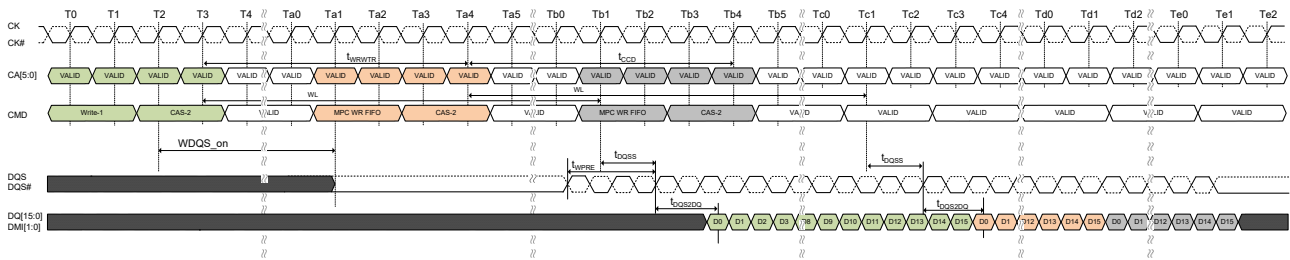 T0 T1 T2 T3 T4 Ta0 Ta1 Ta2 Ta3 Ta4 Ta5 Tb0 Tb1 Tb2 Tb3 Tb4 Tb5 Tc0 Tc1 Tc2 Tc3 Tc4 Td0 Td1 Td2 Te0 Te1 Te2
CK
CK#
tWRWTR tCCD
CA[5:0] VALID VALID VALID VALID VALID VALID VALID VALID VALID VALID VALID VALID VALID VALID VALID VALID VALID VALID VALID VALID VALID VALID VALID VALID VALID VALID VALID VALID
WL WL
CMD Write-1 CAS-2 VALID MPC WR FIFO CAS-2 VALID MPC WR FIFO CAS-2 VALID VALID VALID VALID VALID VALID
WDQS_on
tDQSS tDQSS
tWPRE
DQS
DQS#
tDQS2DQ tDQS2DQ
DQ[15:0]
DMI[1:0]
D0 D1 D2 D3 D8 D9 D10 D11 D12 D13 D14 D15 D0 D1 D12 D13 D14 D15 D0 D1 D12 D13 D14 D15